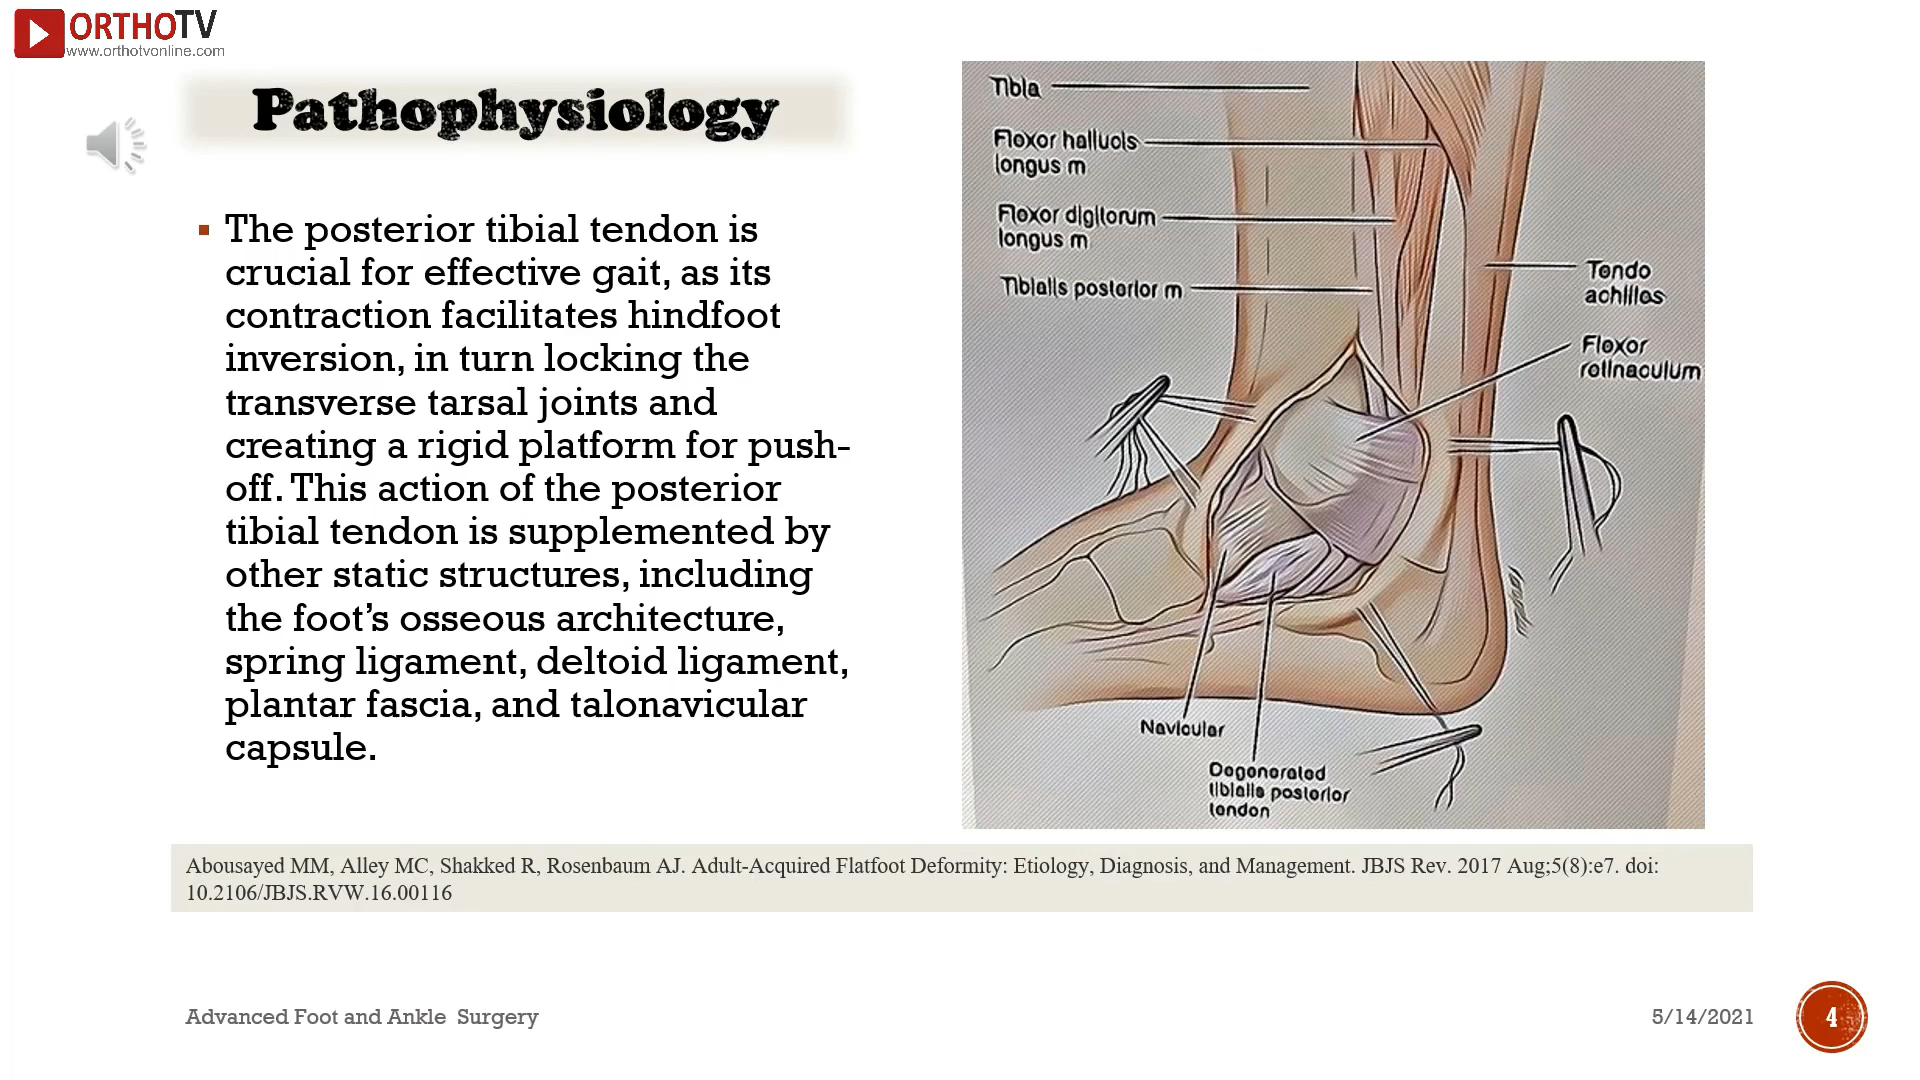 ORTHOTV
www.orthotvonline.com
Pathophysiology
The posterior tibial tendon is
crucial for effective gait, as its
contraction facilitates hindfoot
inversion, in turn locking the
transverse tarsal joints and
creating a rigid platform for push-
off. This action of the posterior
tibial tendon is supplemented by
other static structures, including
the foot’s osseous architecture,
spring ligament, deltoid ligament,
plantar fascia, and talonavicular
capsule.
Tibia
Flexor hallucis
longus m
Flexor digitorum
longus m
Tibialis posterior m
Tendo
achilles
Flexor
retinaculum
Navicular
Degenerated
tibialis posterior
tendon
Abousayed MM, Alley MC, Shakked R, Rosenbaum AJ. Adult-Acquired Flatfoot Deformity: Etiology, Diagnosis, and Management. JBJS Rev. 2017 Aug;5(8):e7. doi:
10.2106/JBJS.RVW.16.00116
Advanced Foot and Ankle Surgery
5/14/2021
4